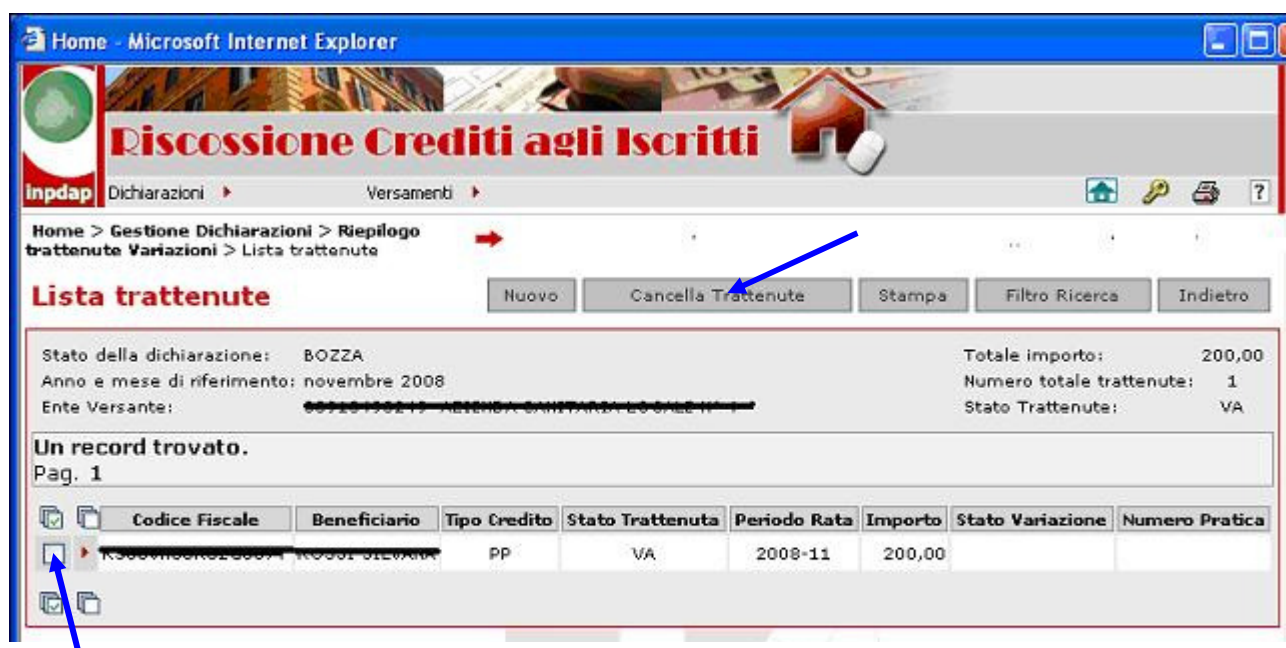 Home - Microsoft Internet Explorer
Riscossione Crediti agli Iscritti
inpdap Dichiarazioni Versamenti ?
Home > Gestione Dichiarazioni > Riepilogo
trattenute Variazioni > Lista trattenute
Lista trattenute Nuovo Cancella Trattenute Stampa Filtro Ricerca Indietro
Stato della dichiarazione: BOZZA Totale importo: 200,00
Anno e mese di riferimento: novembre 2008 Numero totale trattenute: 1
Ente Versante: Stato Trattenute: VA
Un record trovato.
Pag. 1
Codice Fiscale Beneficiario Tipo Credito Stato Trattenuta Periodo Rata Importo Stato Variazione Numero Pratica
PP VA 2008-11 200,00